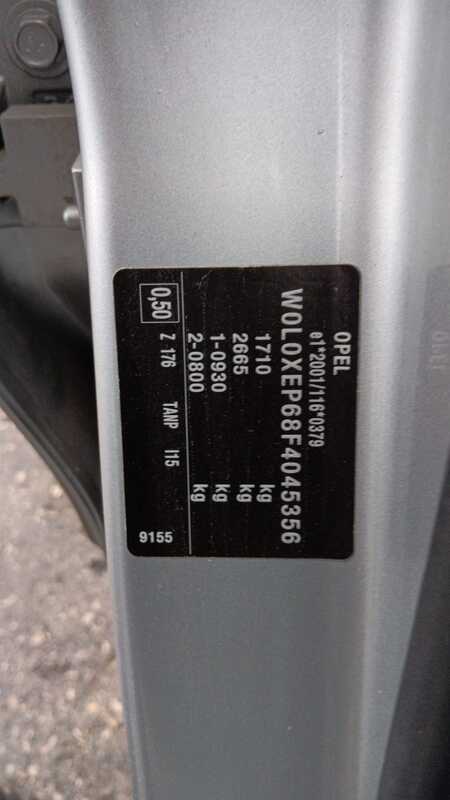 OPEL
e1*2001/116*0379
W0L0XEP68F4045356
1710 kg
2665 kg
1-0930 kg
2-0800 kg
0,50 Z 176 TANP I15
9155